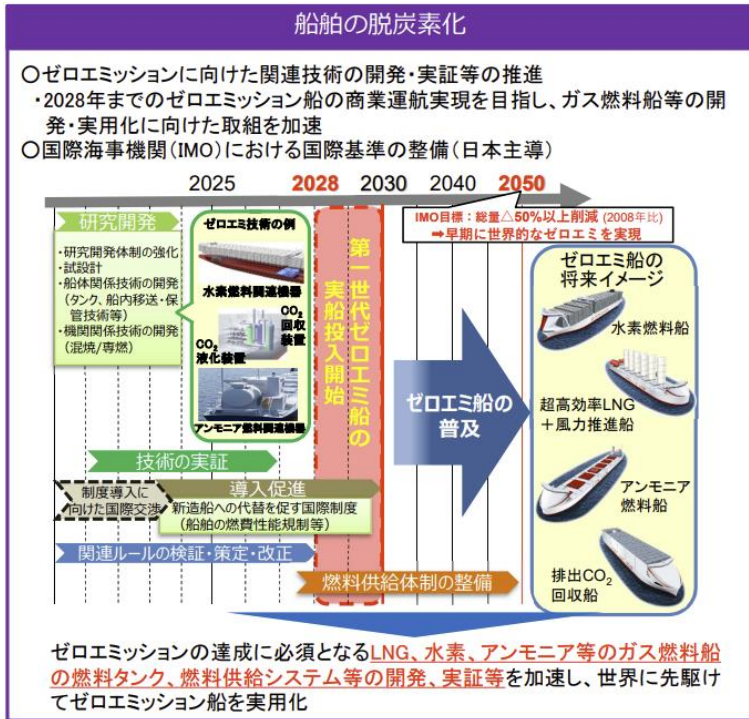 船舶の脱炭素化
○ゼロエミッションに向けた関連技術の開発・実証等の推進
・2028年までのゼロエミッション船の商業運航実現を目指し、ガス燃料船等の開
発・実用化に向けた取組を加速
○国際海事機関(IMO)における国際基準の整備(日本主導)
2025 2028 2030 2040 2050
IMO目標:総量△50%以上削減 (2008年比)
➡早期に世界的なゼロエミを実現
研究開発
・研究開発体制の強化
・試設計
・船体関係技術の開発
(タンク、船内移送・保
管技術等)
・機関関係技術の開発
(混焼/専燃)
ゼロエミ技術の例
水素燃料関連機器
CO2
回収
装置
CO2
液化装置
アンモニア燃料関連機器
第一世代ゼロエミ船の
実船投入開始
ゼロエミ船の
普及
ゼロエミ船の
将来イメージ
水素燃料船
超高効率LNG
+風力推進船
アンモニア
燃料船
排出CO2
回収船
技術の実証
制度導入に
向けた国際交渉
導入促進
新造船への代替を促す国際制度
(船舶の燃費性能規制等)
関連ルールの検証・策定・改正
燃料供給体制の整備
ゼロエミッションの達成に必須となるLNG、水素、アンモニア等のガス燃料船
の燃料タンク、燃料供給システム等の開発、実証等を加速し、世界に先駆け
てゼロエミッション船を実用化